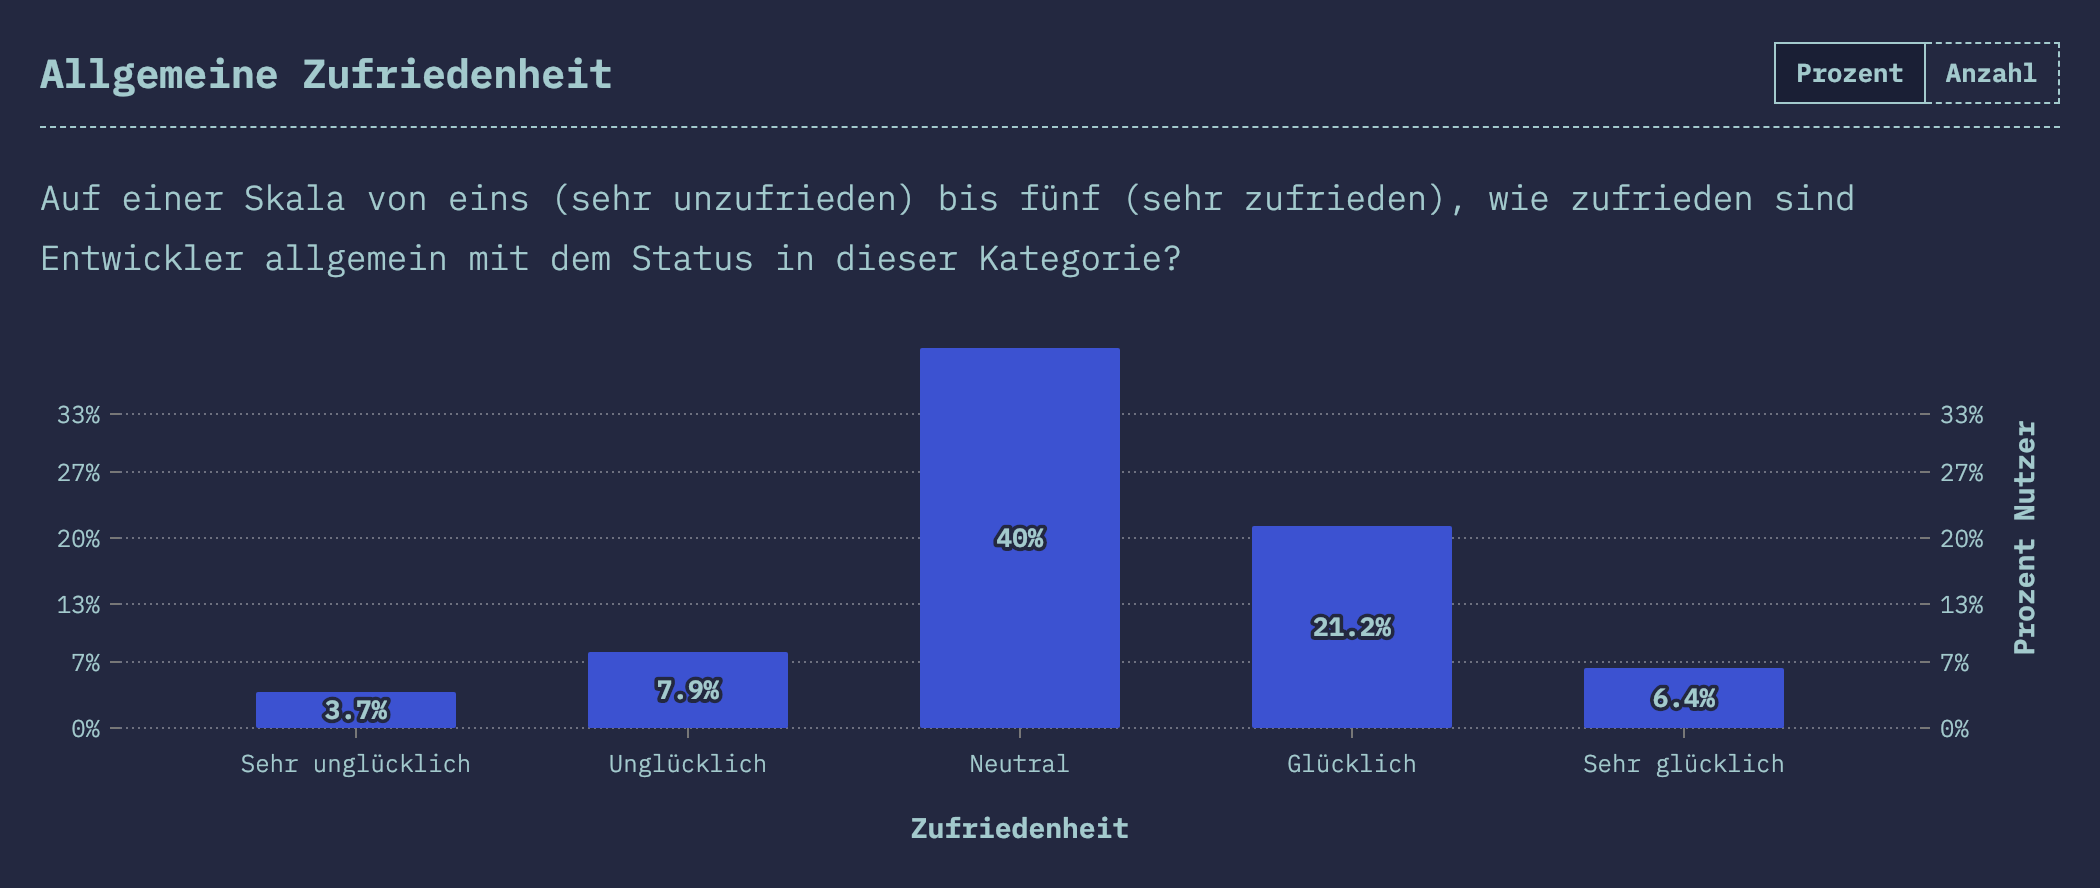 Allgemeine Zufriedenheit
Prozent
Anzahl
Auf einer Skala von eins (sehr unzufrieden) bis fünf (sehr zufrieden), wie zufrieden sind
Entwickler allgemein mit dem Status in dieser Kategorie?
33%
27%
20%
13%
7%
0%
3.7%
7.9%
40%
21.2%
6.4%
33%
27%
20%
13%
7%
0%
Prozent Nutzer
Sehr unglücklich
Unglücklich
Neutral
Glücklich
Sehr glücklich
Zufriedenheit